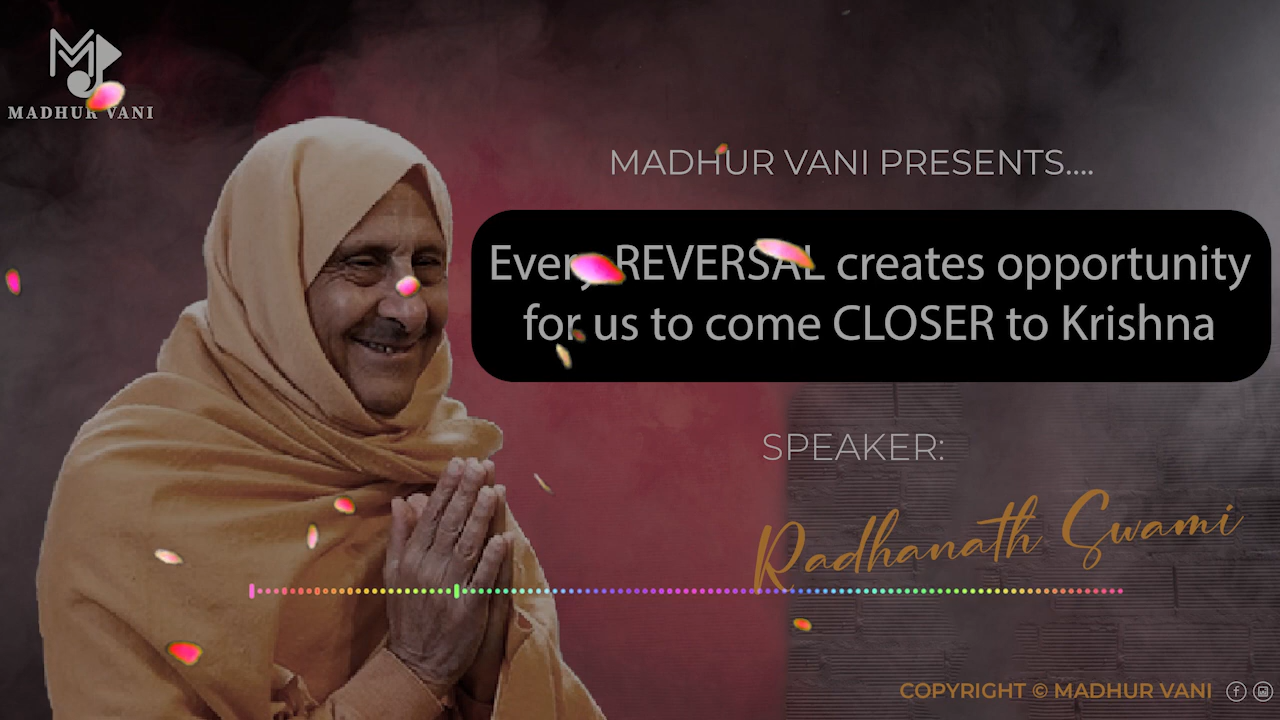 MADHUR VANI
MADHUR VANI PRESENTS....
Every REVERSAL creates opportunity
for us to come CLOSER to Krishna
SPEAKER:
Radhanath Swami
COPYRIGHT © MADHUR VANI